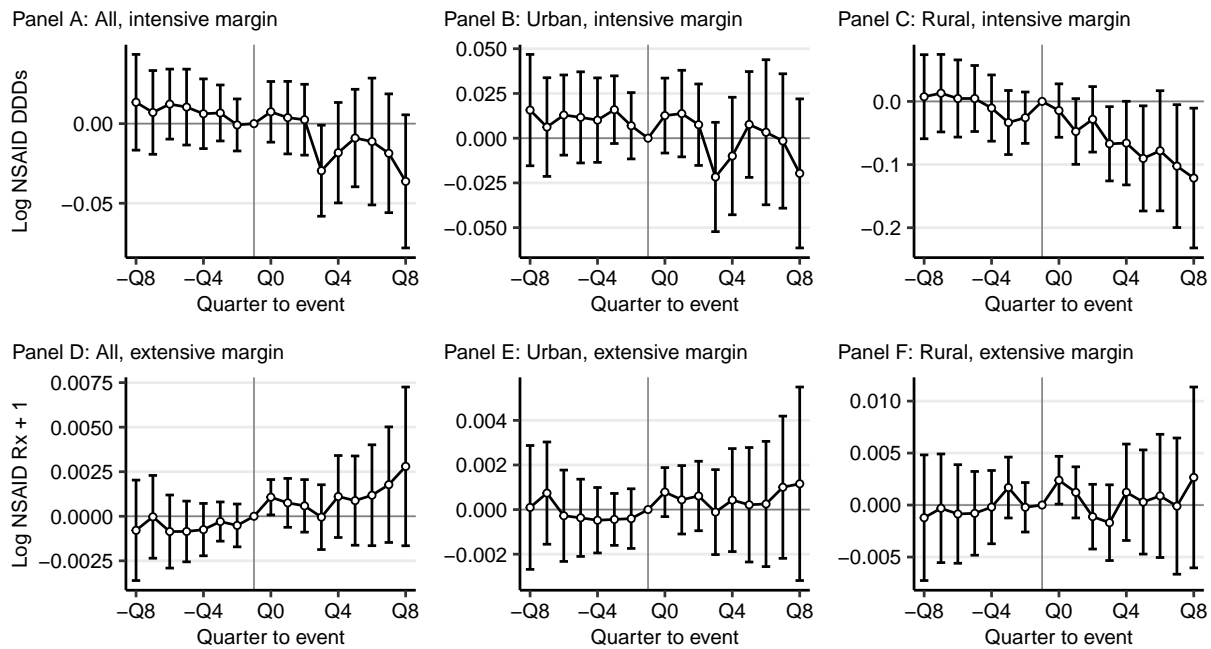 Panel A: All, intensive margin
Log NSAID DDDs
0.00
−0.05
−Q8 −Q4 Q0 Q4 Q8
Quarter to event
Panel B: Urban, intensive margin
0.050
0.025
0.000
−0.025
−0.050
−Q8 −Q4 Q0 Q4 Q8
Quarter to event
Panel C: Rural, intensive margin
0.0
−0.1
−0.2
−Q8 −Q4 Q0 Q4 Q8
Quarter to event
Panel D: All, extensive margin
Log NSAID Rx + 1
0.0075
0.0050
0.0025
0.0000
−0.0025
−Q8 −Q4 Q0 Q4 Q8
Quarter to event
Panel E: Urban, extensive margin
0.004
0.002
0.000
−0.002
−Q8 −Q4 Q0 Q4 Q8
Quarter to event
Panel F: Rural, extensive margin
0.010
0.005
0.000
−0.005
−Q8 −Q4 Q0 Q4 Q8
Quarter to event